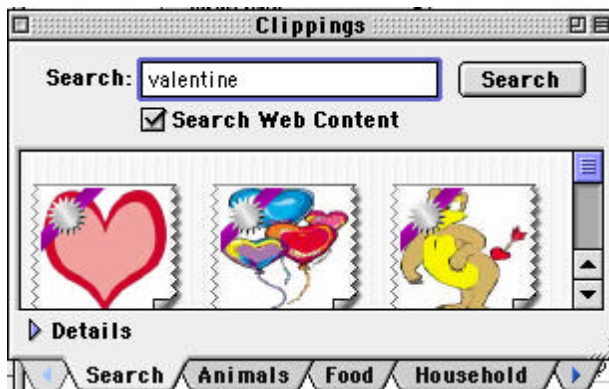 Clippings
Search: valentine Search
Search Web Content
Details
Search Animals Food Household